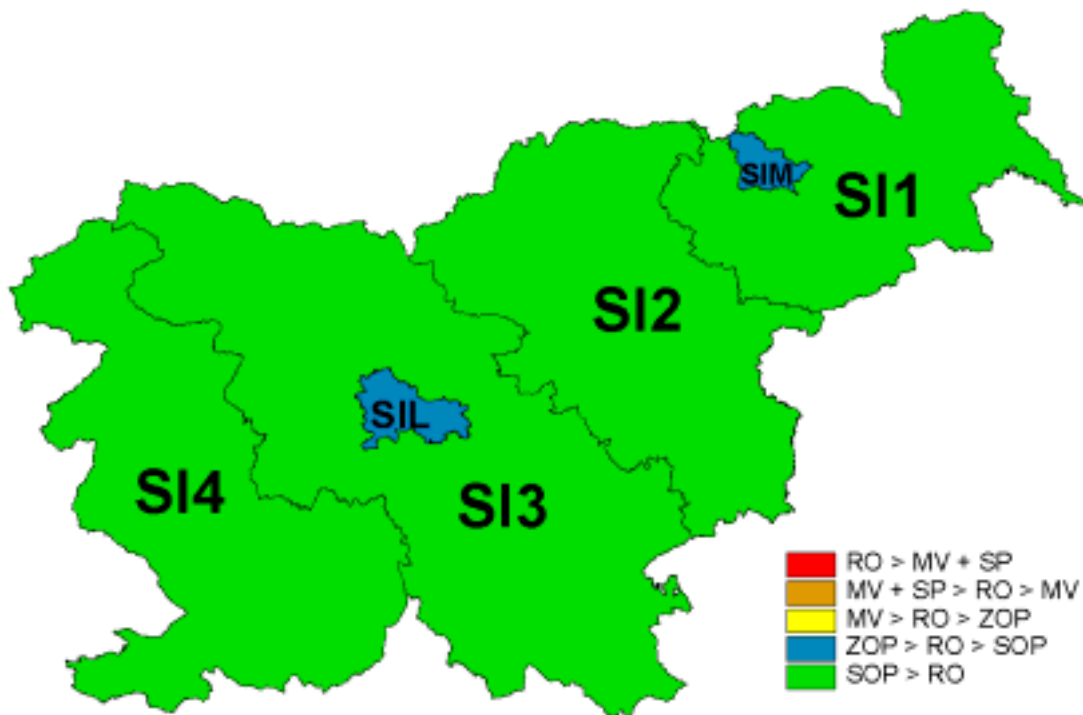 SIM
SI1
SI2
SIL
SI4
SI3
RO > MV + SP
MV + SP > RO > MV
MV > RO > ZOP
ZOP > RO > SOP
SOP > RO